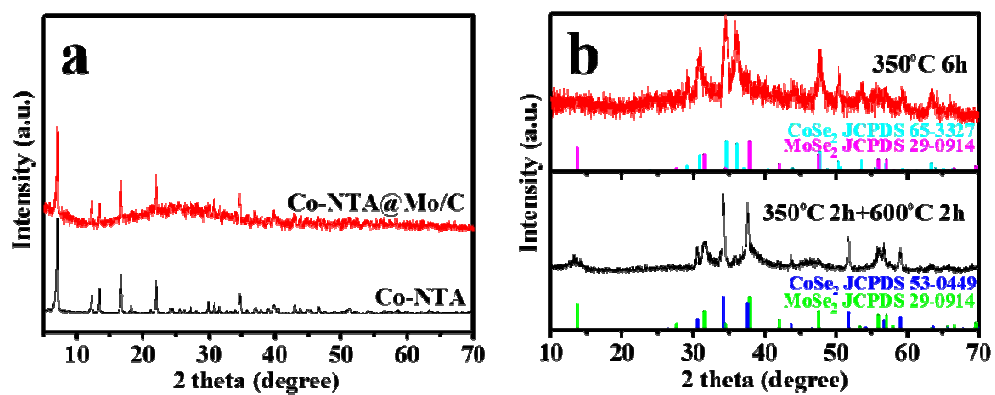 a
Co-NTA@Mo/C
Co-NTA
Intensity (a.u.)
10 20 30 40 50 60 70
2 theta (degree)
b
350°C 6h
CoSe₂ JCPDS 65-3327
MoSe₂ JCPDS 29-0914
350°C 2h+600°C 2h
CoSe₂ JCPDS 53-0449
MoSe₂ JCPDS 29-0914
Intensity (a.u.)
10 20 30 40 50 60 70
2 theta (degree)